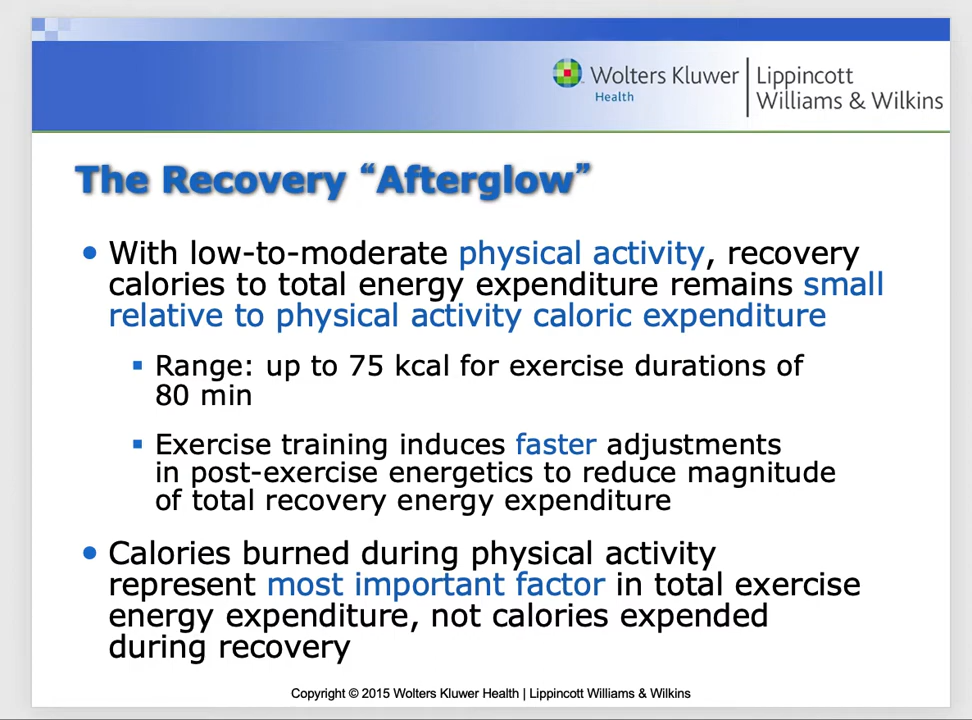 Wolters Kluwer
Health
Lippincott
Williams & Wilkins
The Recovery “Afterglow”
• With low-to-moderate physical activity, recovery
calories to total energy expenditure remains small
relative to physical activity caloric expenditure
▪ Range: up to 75 kcal for exercise durations of
80 min
▪ Exercise training induces faster adjustments
in post-exercise energetics to reduce magnitude
of total recovery energy expenditure
• Calories burned during physical activity
represent most important factor in total exercise
energy expenditure, not calories expended
during recovery
Copyright © 2015 Wolters Kluwer Health | Lippincott Williams & Wilkins